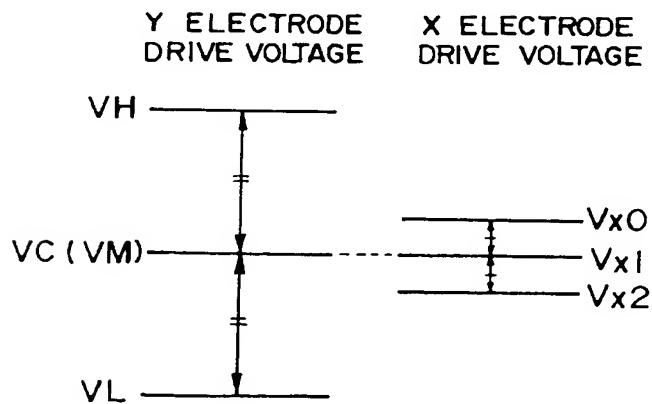 Y ELECTRODE
DRIVE VOLTAGE
X ELECTRODE
DRIVE VOLTAGE
VH
VC (VM)
VL
Vx0
Vx1
Vx2